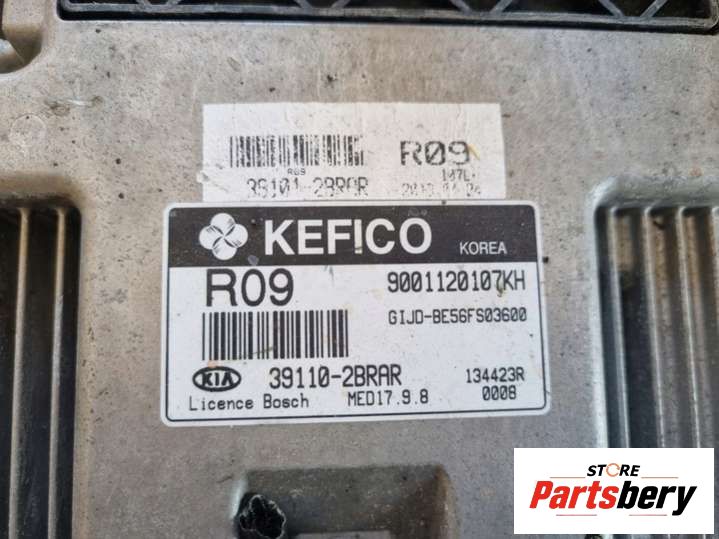 R09
R09
107L
39101-2BRAR
KEFICO KOREA
R09 9001120107KH
GIJD-BE56FS03600
KIA 39110-2BRAR 134423R
Licence Bosch MED17.9.8 0008
STORE
Partsbery